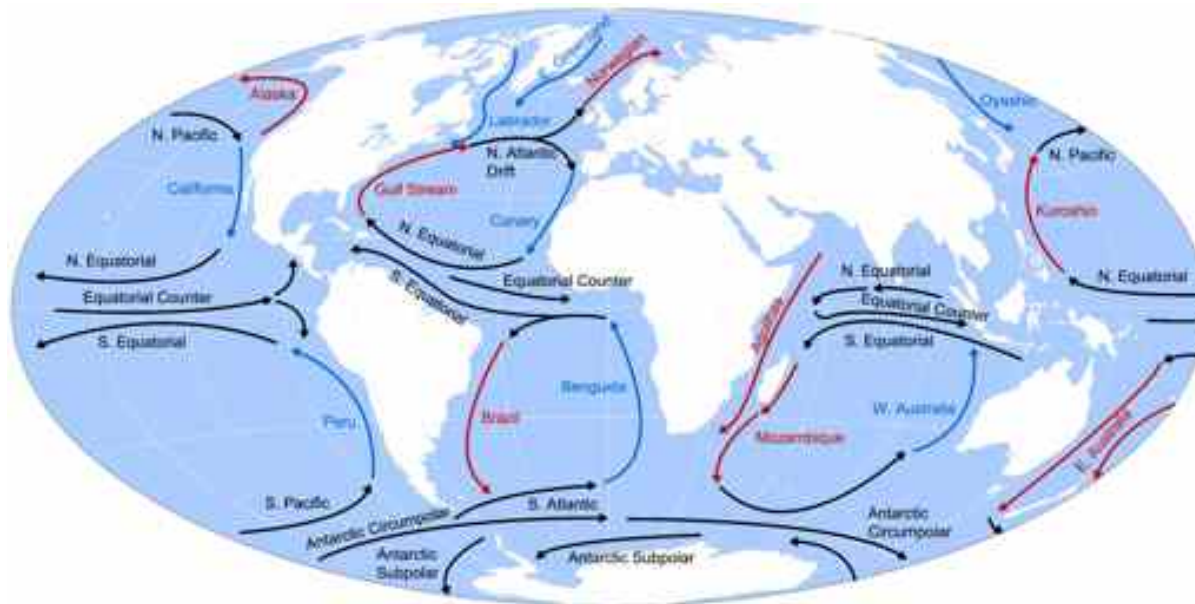 Alaska
Norwegian
Oyashio
N. Pacific
Labrador
N. Atlantic
Drift
N. Pacific
California
Gulf Stream
Canary
Kuroshio
N. Equatorial
N. Equatorial
Equatorial Counter
S. Equatorial
Equatorial Counter
N. Equatorial
Equatorial Counter
N. Equatorial
S. Equatorial
S. Equatorial
Peru
Brazil
Benguela
Mozambique
W. Australia
E. Australia
S. Pacific
Antarctic Circumpolar
S. Atlantic
Antarctic
Circumpolar
Antarctic
Subpolar
Antarctic Subpolar